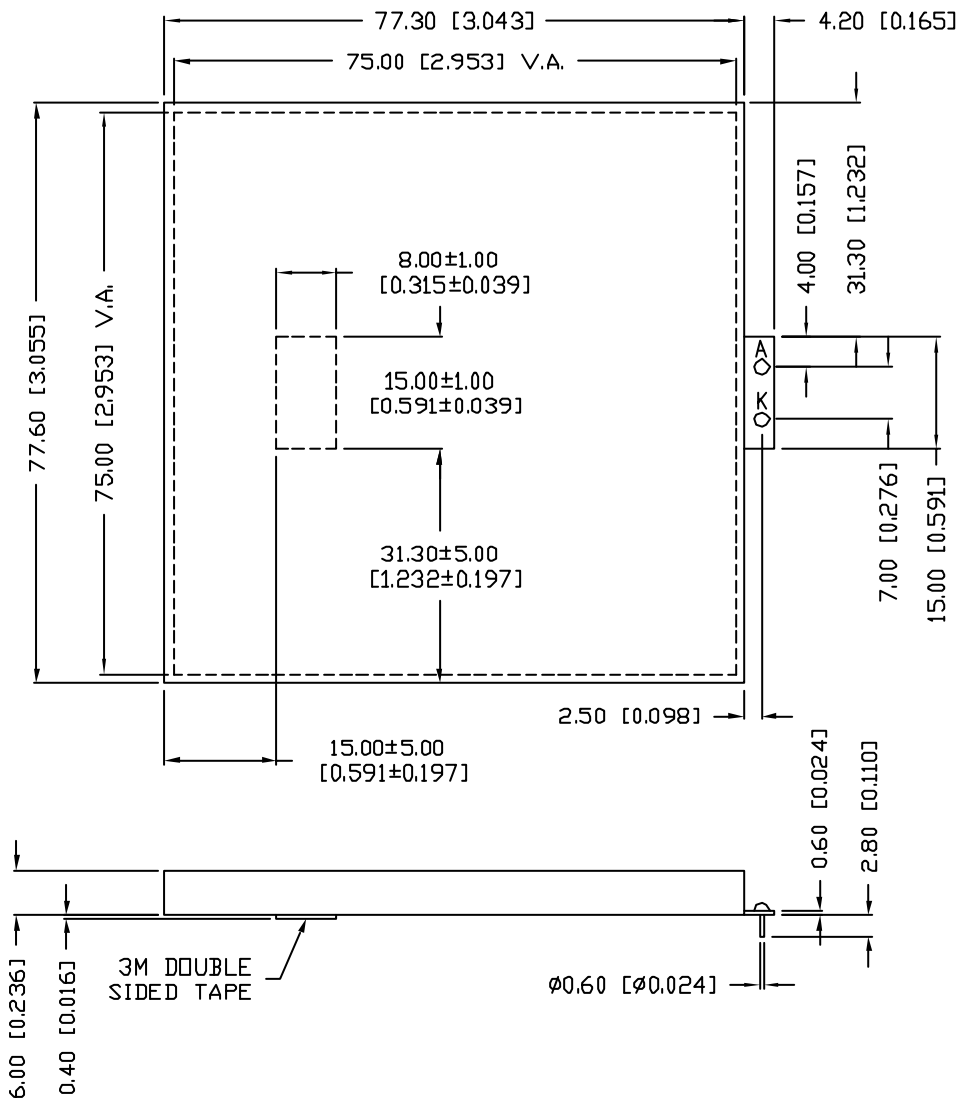 77.30 [3.043]
4.20 [0.165]
75.00 [2.953] V.A.
4.00 [0.157]
31.30 [1.232]
8.00±1.00
[0.315±0.039]
77.60 [3.055]
75.00 [2.953] V.A.
A
15.00±1.00
[0.591±0.039]
K
7.00 [0.276]
15.00 [0.591]
31.30±5.00
[1.232±0.197]
2.50 [0.098]
15.00±5.00
[0.591±0.197]
0.60 [0.024]
2.80 [0.110]
6.00 [0.236]
0.40 [0.016]
3M DOUBLE
SIDED TAPE
ø0.60 [ø0.024]